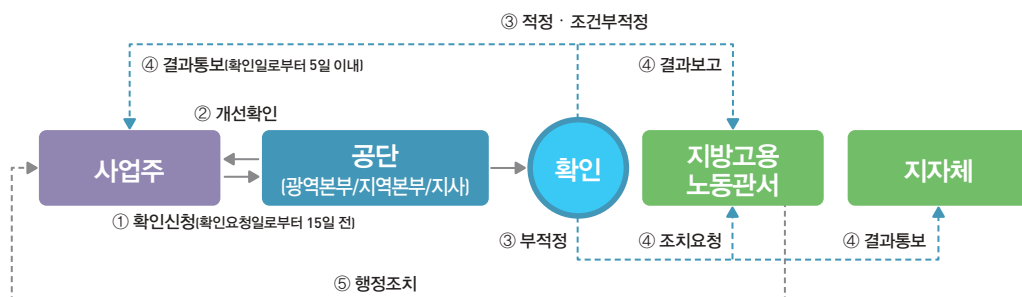 ③ 적정 · 조건부적정
④ 결과통보(확인일로부터 5일 이내)
④ 결과보고
② 개선확인
사업주
공단
(광역본부/지역본부/지사)
확인
지방고용
노동관서
지자체
① 확인신청(확인요청일로부터 15일 전)
③ 부적정
④ 조치요청
④ 결과통보
⑤ 행정조치